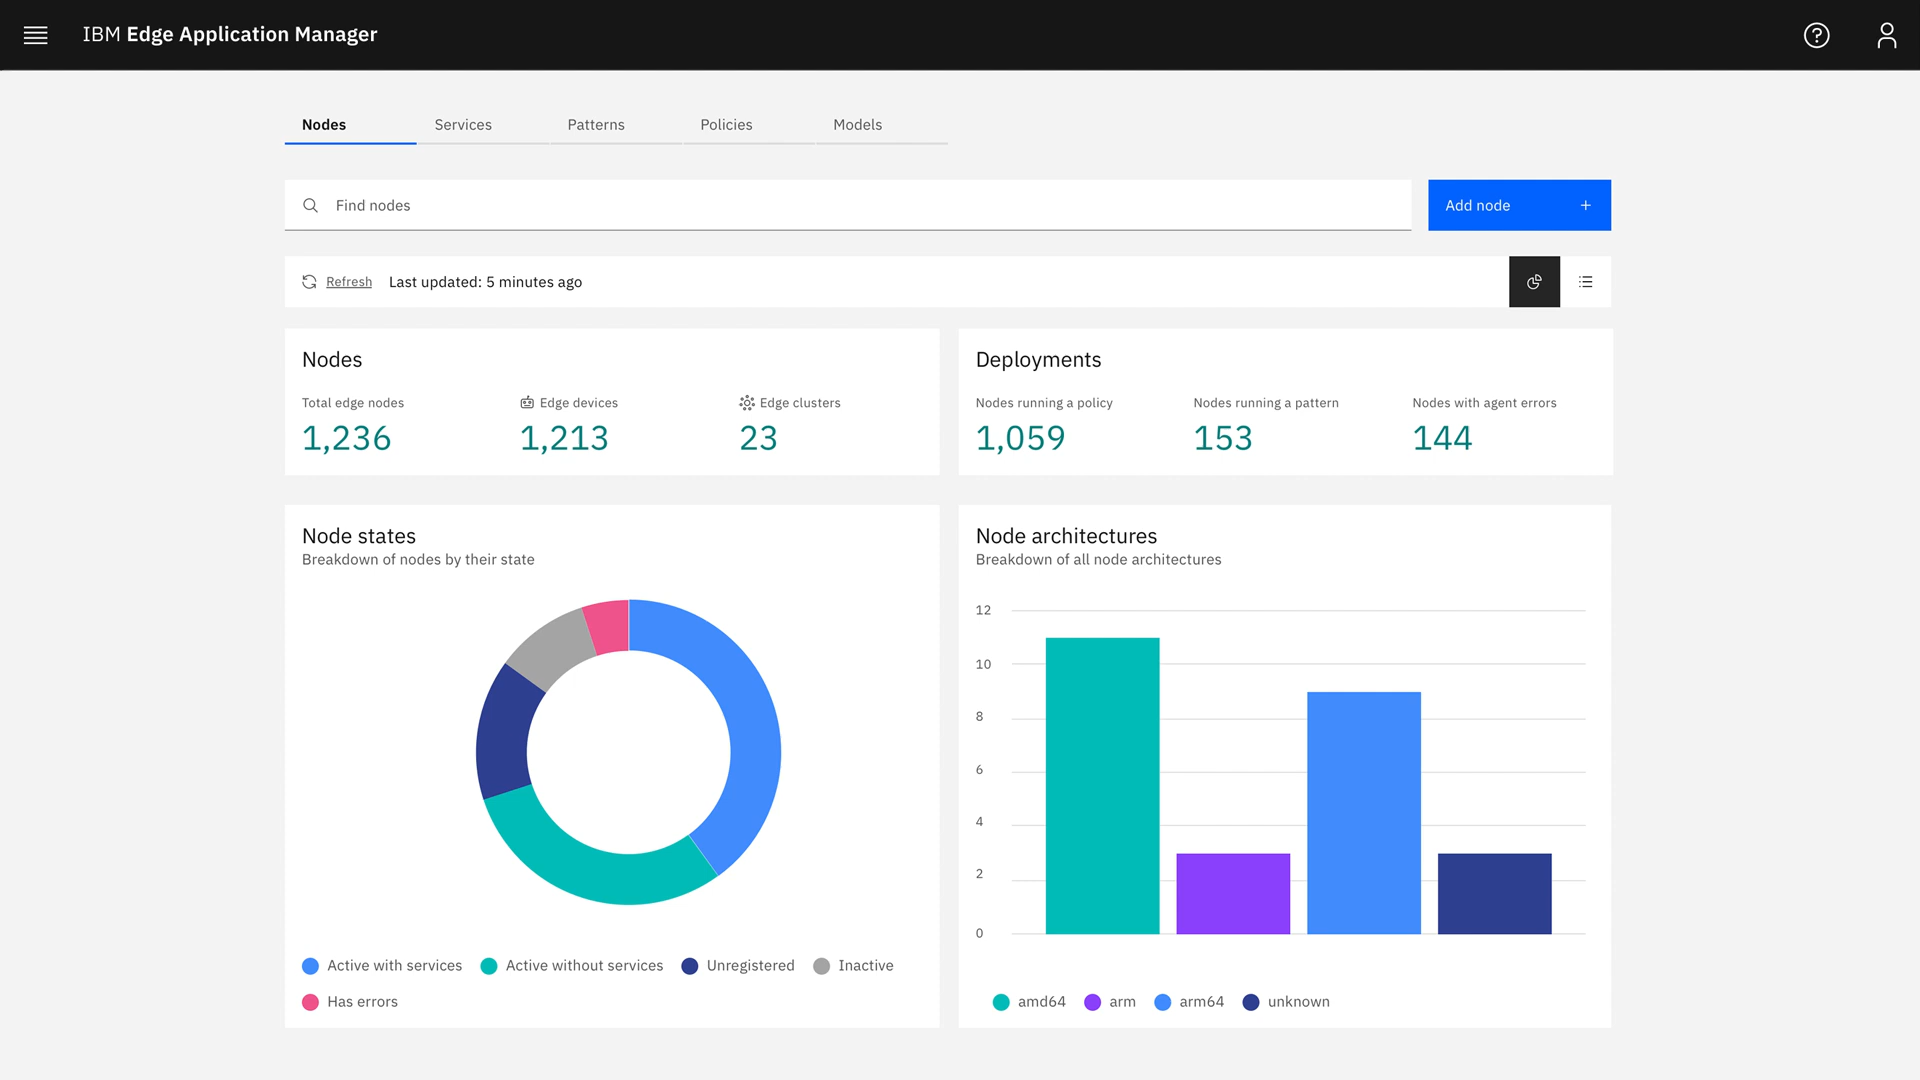 IBM Edge Application Manager
Nodes Services Patterns Policies Models
Find nodes
Add node +
Refresh Last updated: 5 minutes ago
Nodes
Total edge nodes Edge devices Edge clusters
1,236 1,213 23
Deployments
Nodes running a policy Nodes running a pattern Nodes with agent errors
1,059 153 144
Node states
Breakdown of nodes by their state
Active with services Active without services Unregistered Inactive
Has errors
Node architectures
Breakdown of all node architectures
12
10
8
6
4
2
0
amd64 arm arm64 unknown